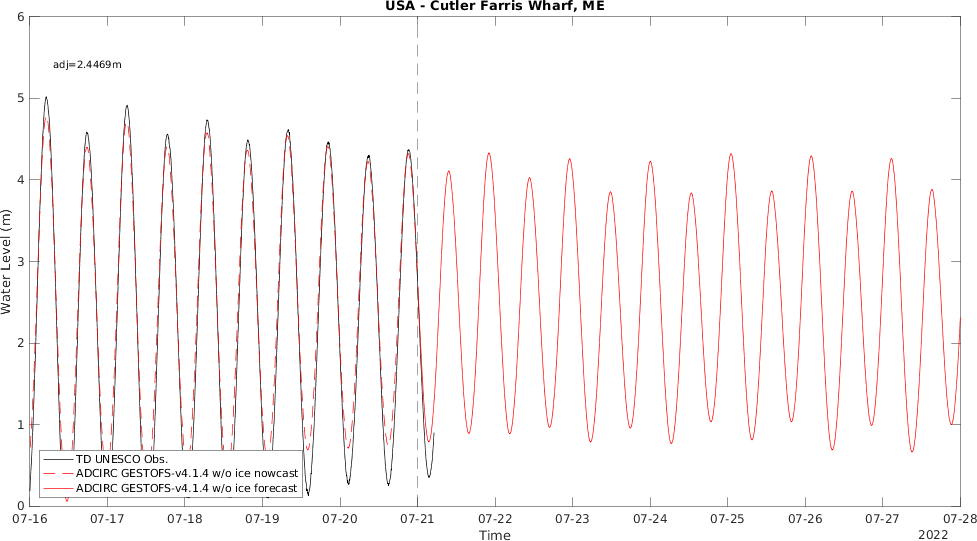 USA - Cutler Farris Wharf, ME
adj=2.4469m
6
5
4
3
2
1
0
Water Level (m)
TD UNESCO Obs.
ADCIRC GESTOFS-v4.1.4 w/o ice nowcast
ADCIRC GESTOFS-v4.1.4 w/o ice forecast
07-16 07-17 07-18 07-19 07-20 07-21 07-22 07-23 07-24 07-25 07-26 07-27 07-28
Time
2022